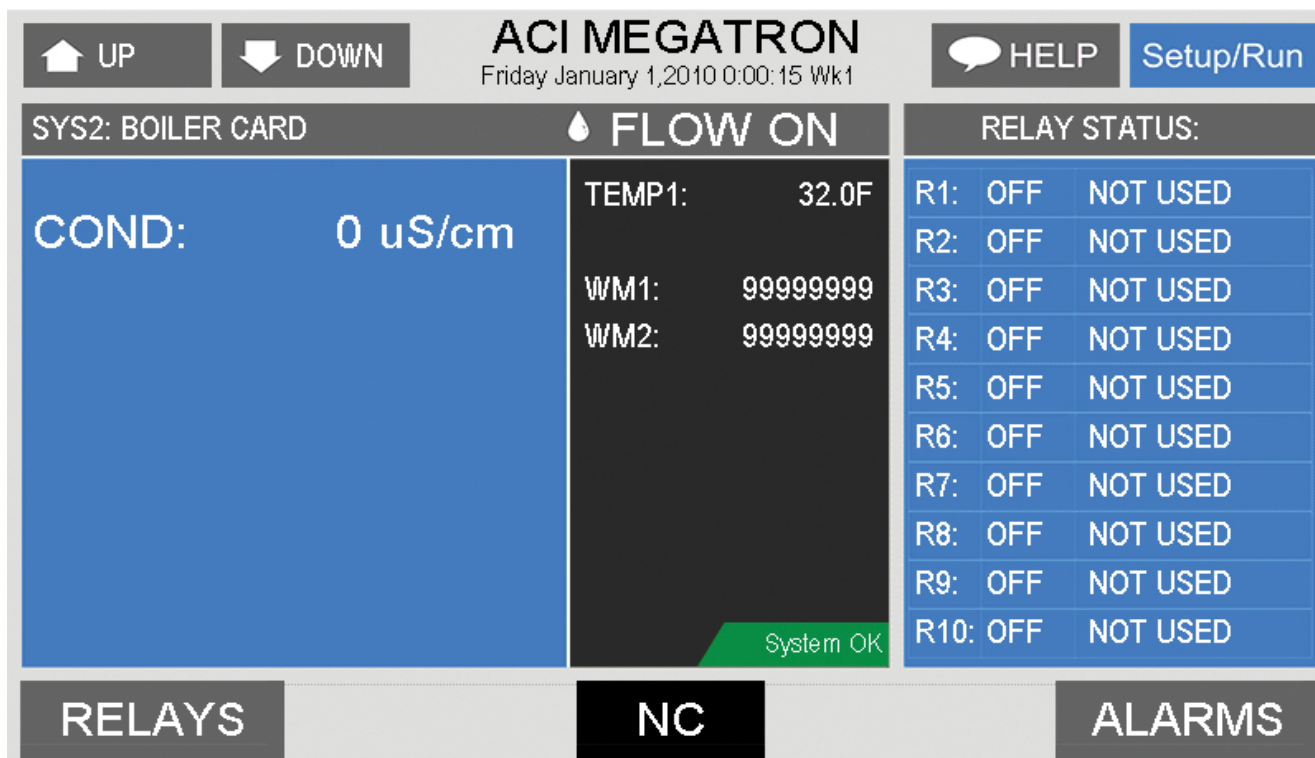 UP
DOWN
ACI MEGATRON
Friday January 1,2010 0:00:15 Wk1
HELP
Setup/Run
SYS2: BOILER CARD
FLOW ON
COND: 0 uS/cm
TEMP1: 32.0F
WM1: 99999999
WM2: 99999999
System OK
RELAY STATUS:
R1: OFF NOT USED
R2: OFF NOT USED
R3: OFF NOT USED
R4: OFF NOT USED
R5: OFF NOT USED
R6: OFF NOT USED
R7: OFF NOT USED
R8: OFF NOT USED
R9: OFF NOT USED
R10: OFF NOT USED
RELAYS
NC
ALARMS